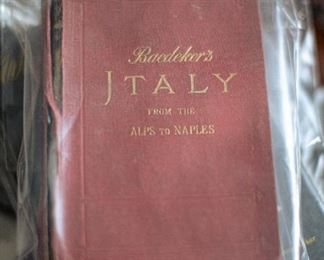 Baedeker's
ITALY
FROM THE
ALPS TO NAPLES